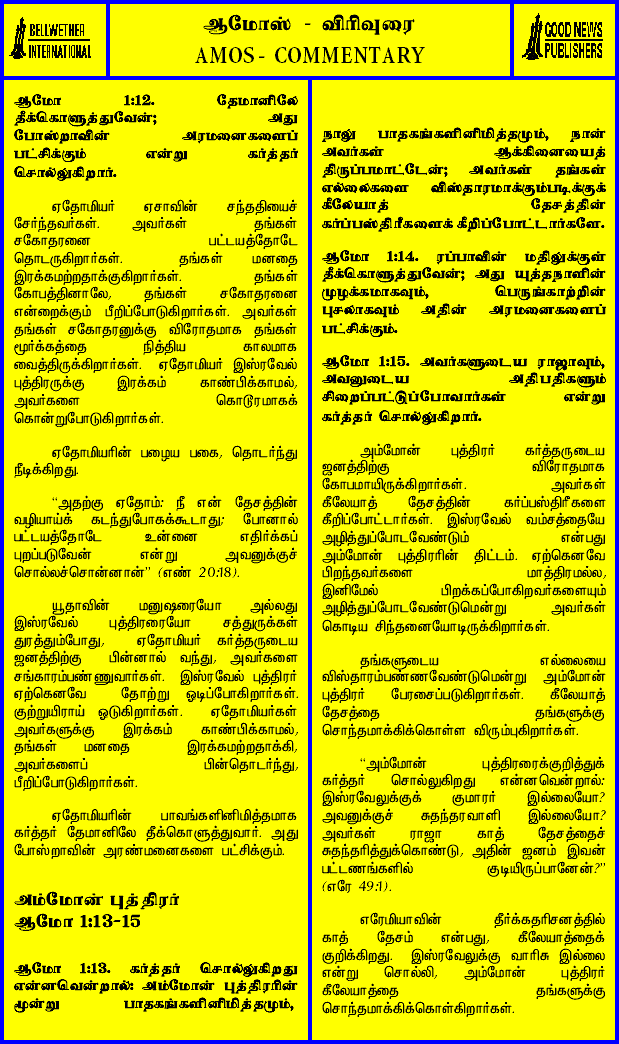 BELLWETHER
INTERNATIONAL
ஆமோஸ் - விரிவுரை
AMOS - COMMENTARY
GOOD NEWS
PUBLISHERS
ஆமோ 1:12. தேமானிலே
தீக்கொளுத்துவேன்; அது
போஸ்றாவின் அரமனைகளைப்
பட்சிக்கும் என்று கர்த்தர்
சொல்லுகிறார்.
ஏதோமியர் ஏசாவின் சந்ததியைச்
சேர்ந்தவர்கள். அவர்கள் தங்கள்
சகோதரனை பட்டயத்தோடே
தொடருகிறார்கள். தங்கள் மனதை
இரக்கமற்றதாக்குகிறார்கள். தங்கள்
கோபத்தினாலே, தங்கள் சகோதரனை
என்றைக்கும் பீறிப்போடுகிறார்கள். அவர்கள்
தங்கள் சகோதரனுக்கு விரோதமாக தங்கள்
மூர்க்கத்தை நித்திய காலமாக
வைத்திருக்கிறார்கள். ஏதோமியர் இஸ்ரவேல்
புத்திரருக்கு இரக்கம் காண்பிக்காமல்,
அவர்களை கொடூரமாகக்
கொன்றுபோடுகிறார்கள்.
ஏதோமியரின் பழைய பகை, தொடர்ந்து
நீடிக்கிறது.
“அதற்கு ஏதோம்: நீ என் தேசத்தின்
வழியாய்க் கடந்துபோகக்கூடாது; போனால்
பட்டயத்தோடே உன்னை எதிர்க்கப்
புறப்படுவேன் என்று அவனுக்குச்
சொல்லச்சொன்னான்” (எண் 20:18).
யூதாவின் மனுஷரையோ அல்லது
இஸ்ரவேல் புத்திரரையோ சத்துருக்கள்
துரத்தும்போது, ஏதோமியர் கர்த்தருடைய
ஜனத்திற்கு பின்னால் வந்து, அவர்களை
சங்காரம்பண்ணுவார்கள். இஸ்ரவேல் புத்திரர்
ஏற்கெனவே தோற்று ஓடிப்போகிறார்கள்.
குற்றுயிராய் ஓடுகிறார்கள். ஏதோமியர்கள்
அவர்களுக்கு இரக்கம் காண்பிக்காமல்,
தங்கள் மனதை இரக்கமற்றதாக்கி,
அவர்களைப் பின்தொடர்ந்து,
பீறிப்போடுகிறார்கள்.
ஏதோமியரின் பாவங்களினிமித்தமாக
கர்த்தர் தேமானிலே தீக்கொளுத்துவார். அது
போஸ்றாவின் அரண்மனைகளை பட்சிக்கும்.
அம்மோன் புத்திரர்
ஆமோ 1:13-15
ஆமோ 1:13. கர்த்தர் சொல்லுகிறது
என்னவென்றால்: அம்மோன் புத்திரரின்
மூன்று பாதகங்களினிமித்தமும்,
நாலு பாதகங்களினிமித்தமும், நான்
அவர்கள் ஆக்கினையைத்
திருப்பமாட்டேன்; அவர்கள் தங்கள்
எல்லைகளை விஸ்தாரமாக்கும்படிக்குக்
கீலேயாத் தேசத்தின்
கர்ப்பஸ்திரீகளைக் கீறிப்போட்டார்களே.
ஆமோ 1:14. ரப்பாவின் மதிலுக்குள்
தீக்கொளுத்துவேன்; அது யுத்தநாளின்
முழக்கமாகவும், பெருங்காற்றின்
புசலாகவும் அதின் அரமனைகளைப்
பட்சிக்கும்.
ஆமோ 1:15. அவர்களுடைய ராஜாவும்,
அவனுடைய அதிபதிகளும்
சிறைப்பட்டுப்போவார்கள் என்று
கர்த்தர் சொல்லுகிறார்.
அம்மோன் புத்திரர் கர்த்தருடைய
ஜனத்திற்கு விரோதமாக
கோபமாயிருக்கிறார்கள். அவர்கள்
கீலேயாத் தேசத்தின் கர்ப்பஸ்திரீகளை
கீறிப்போட்டார்கள். இஸ்ரவேல் வம்சத்தையே
அழித்துப்போடவேண்டும் என்பது
அம்மோன் புத்திரரின் திட்டம். ஏற்கெனவே
பிறந்தவர்களை மாத்திரமல்ல,
இனிமேல் பிறக்கப்போகிறவர்களையும்
அழித்துப்போடவேண்டுமென்று அவர்கள்
கொடிய சிந்தனையோடிருக்கிறார்கள்.
தங்களுடைய எல்லையை
விஸ்தாரம்பண்ணவேண்டுமென்று அம்மோன்
புத்திரர் பேரசைப்படுகிறார்கள். கீலேயாத்
தேசத்தை தங்களுக்கு
சொந்தமாக்கிக்கொள்ள விரும்புகிறார்கள்.
“அம்மோன் புத்திரரைக்குறித்துக்
கர்த்தர் சொல்லுகிறது என்னவென்றால்:
இஸ்ரவேலுக்குக் குமாரர் இல்லையோ?
அவனுக்குச் சுதந்தரவாளி இல்லையோ?
அவர்கள் ராஜா காத் தேசத்தைச்
சுதந்தரித்துக்கொண்டு, அதின் ஜனம் இவன்
பட்டணங்களில் குடியிருப்பானேன்?”
(எரே 49:1).
எரேமியாவின் தீர்க்கதரிசனத்தில்
காத் தேசம் என்பது, கீலேயாத்தைக்
குறிக்கிறது. இஸ்ரவேலுக்கு வாரிசு இல்லை
என்று சொல்லி, அம்மோன் புத்திரர்
கீலேயாத்தை தங்களுக்கு
சொந்தமாக்கிக்கொள்கிறார்கள்.